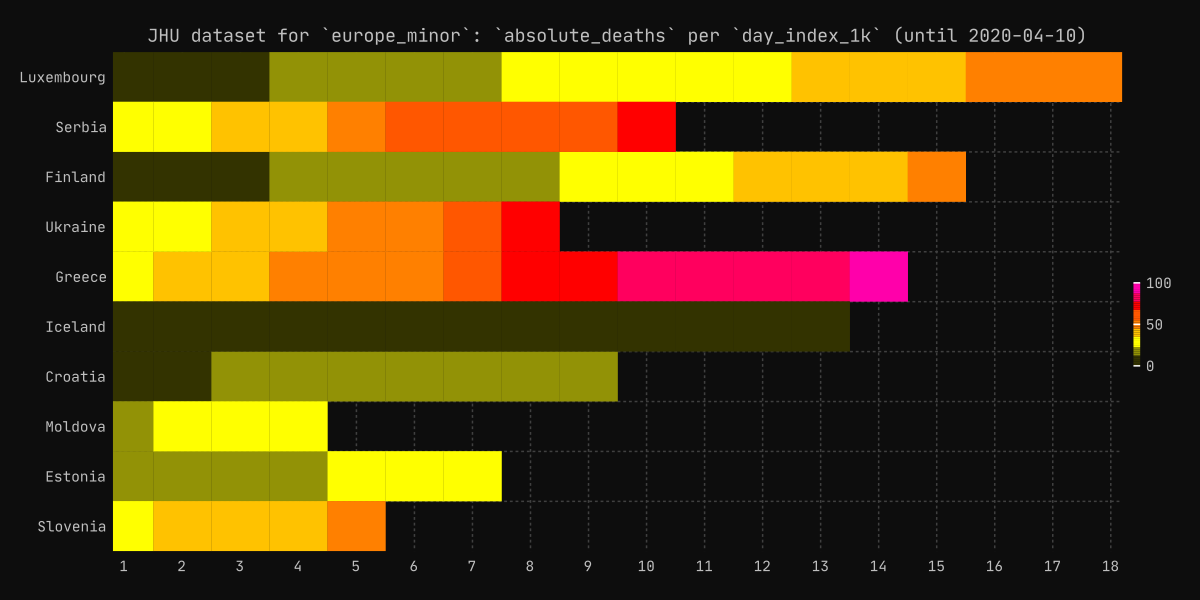 JHU dataset for `europe_minor`: `absolute_deaths` per `day_index_1k` (until 2020-04-10)
Luxembourg
Serbia
Finland
Ukraine
Greece
Iceland
Croatia
Moldova
Estonia
Slovenia
100
50
0
1 2 3 4 5 6 7 8 9 10 11 12 13 14 15 16 17 18